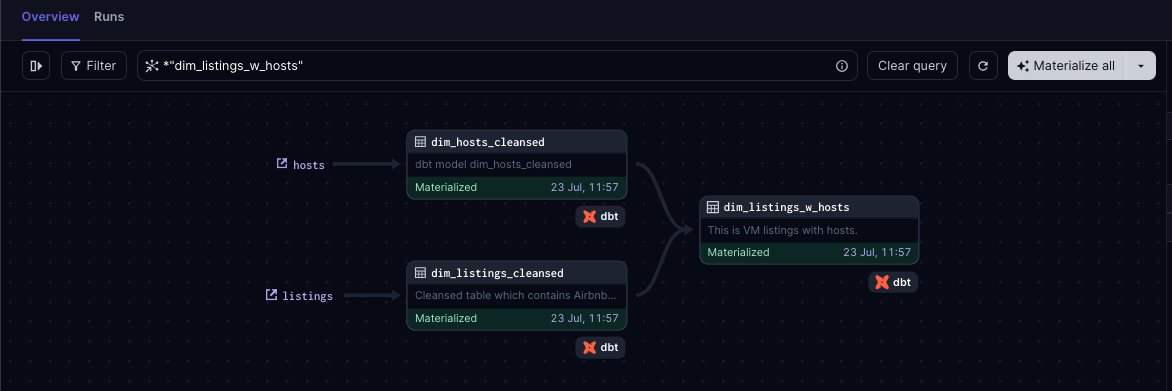 Overview Runs
Filter *"dim_listings_w_hosts" Clear query Materialize all
hosts
dim_hosts_cleansed
dbt model dim_hosts_cleansed
Materialized 23 Jul, 11:57
dbt
listings
dim_listings_cleansed
Cleansed table which contains Airbnb...
Materialized 23 Jul, 11:57
dbt
dim_listings_w_hosts
This is VM listings with hosts.
Materialized 23 Jul, 11:57
dbt